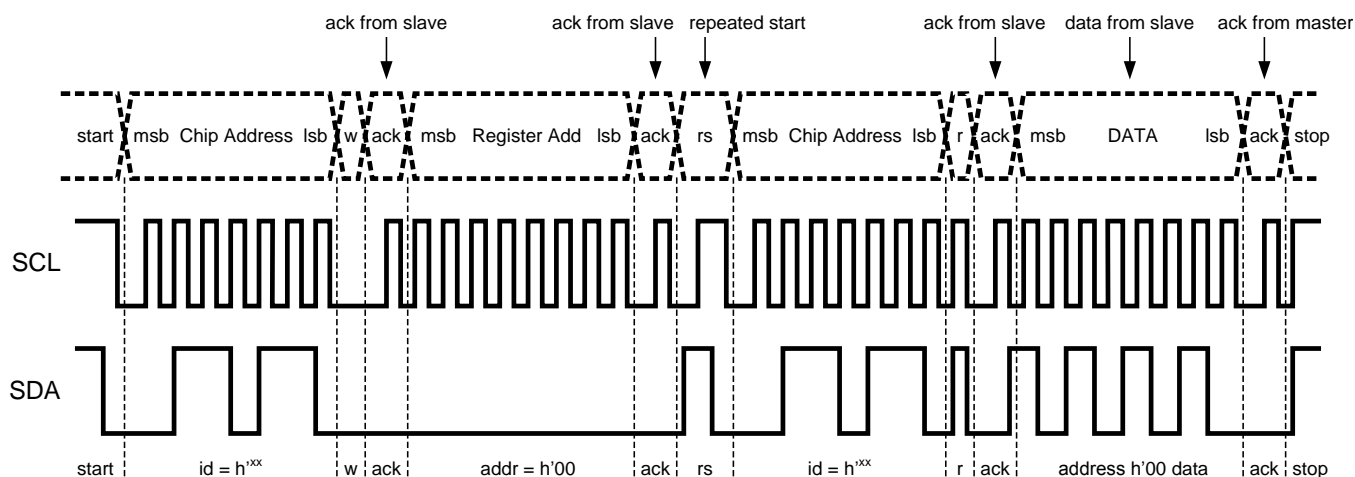 ack from slave ack from slave repeated start ack from slave data from slave ack from master
start msb Chip Address lsb w ack msb Register Add lsb ack rs msb Chip Address lsb r ack msb DATA lsb ack stop
SCL
SDA
start id = h'xx w ack addr = h'00 ack rs id = h'xx r ack address h'00 data ack stop